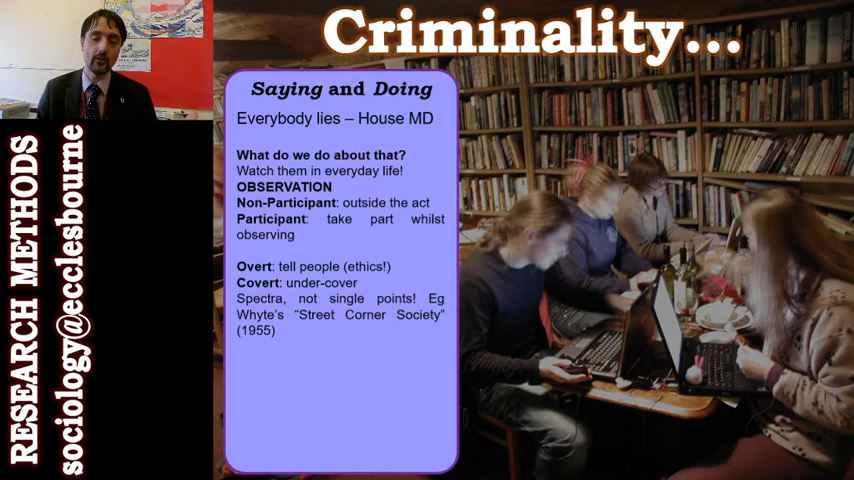 Criminality...
Saying and Doing
Everybody lies – House MD
What do we do about that?
Watch them in everyday life!
OBSERVATION
Non-Participant: outside the act
Participant: take part whilst
observing
Overt: tell people (ethics!)
Covert: under-cover
Spectra, not single points! Eg
Whyte's "Street Corner Society"
(1955)
RESEARCH METHODS
sociology@ecclesbourne